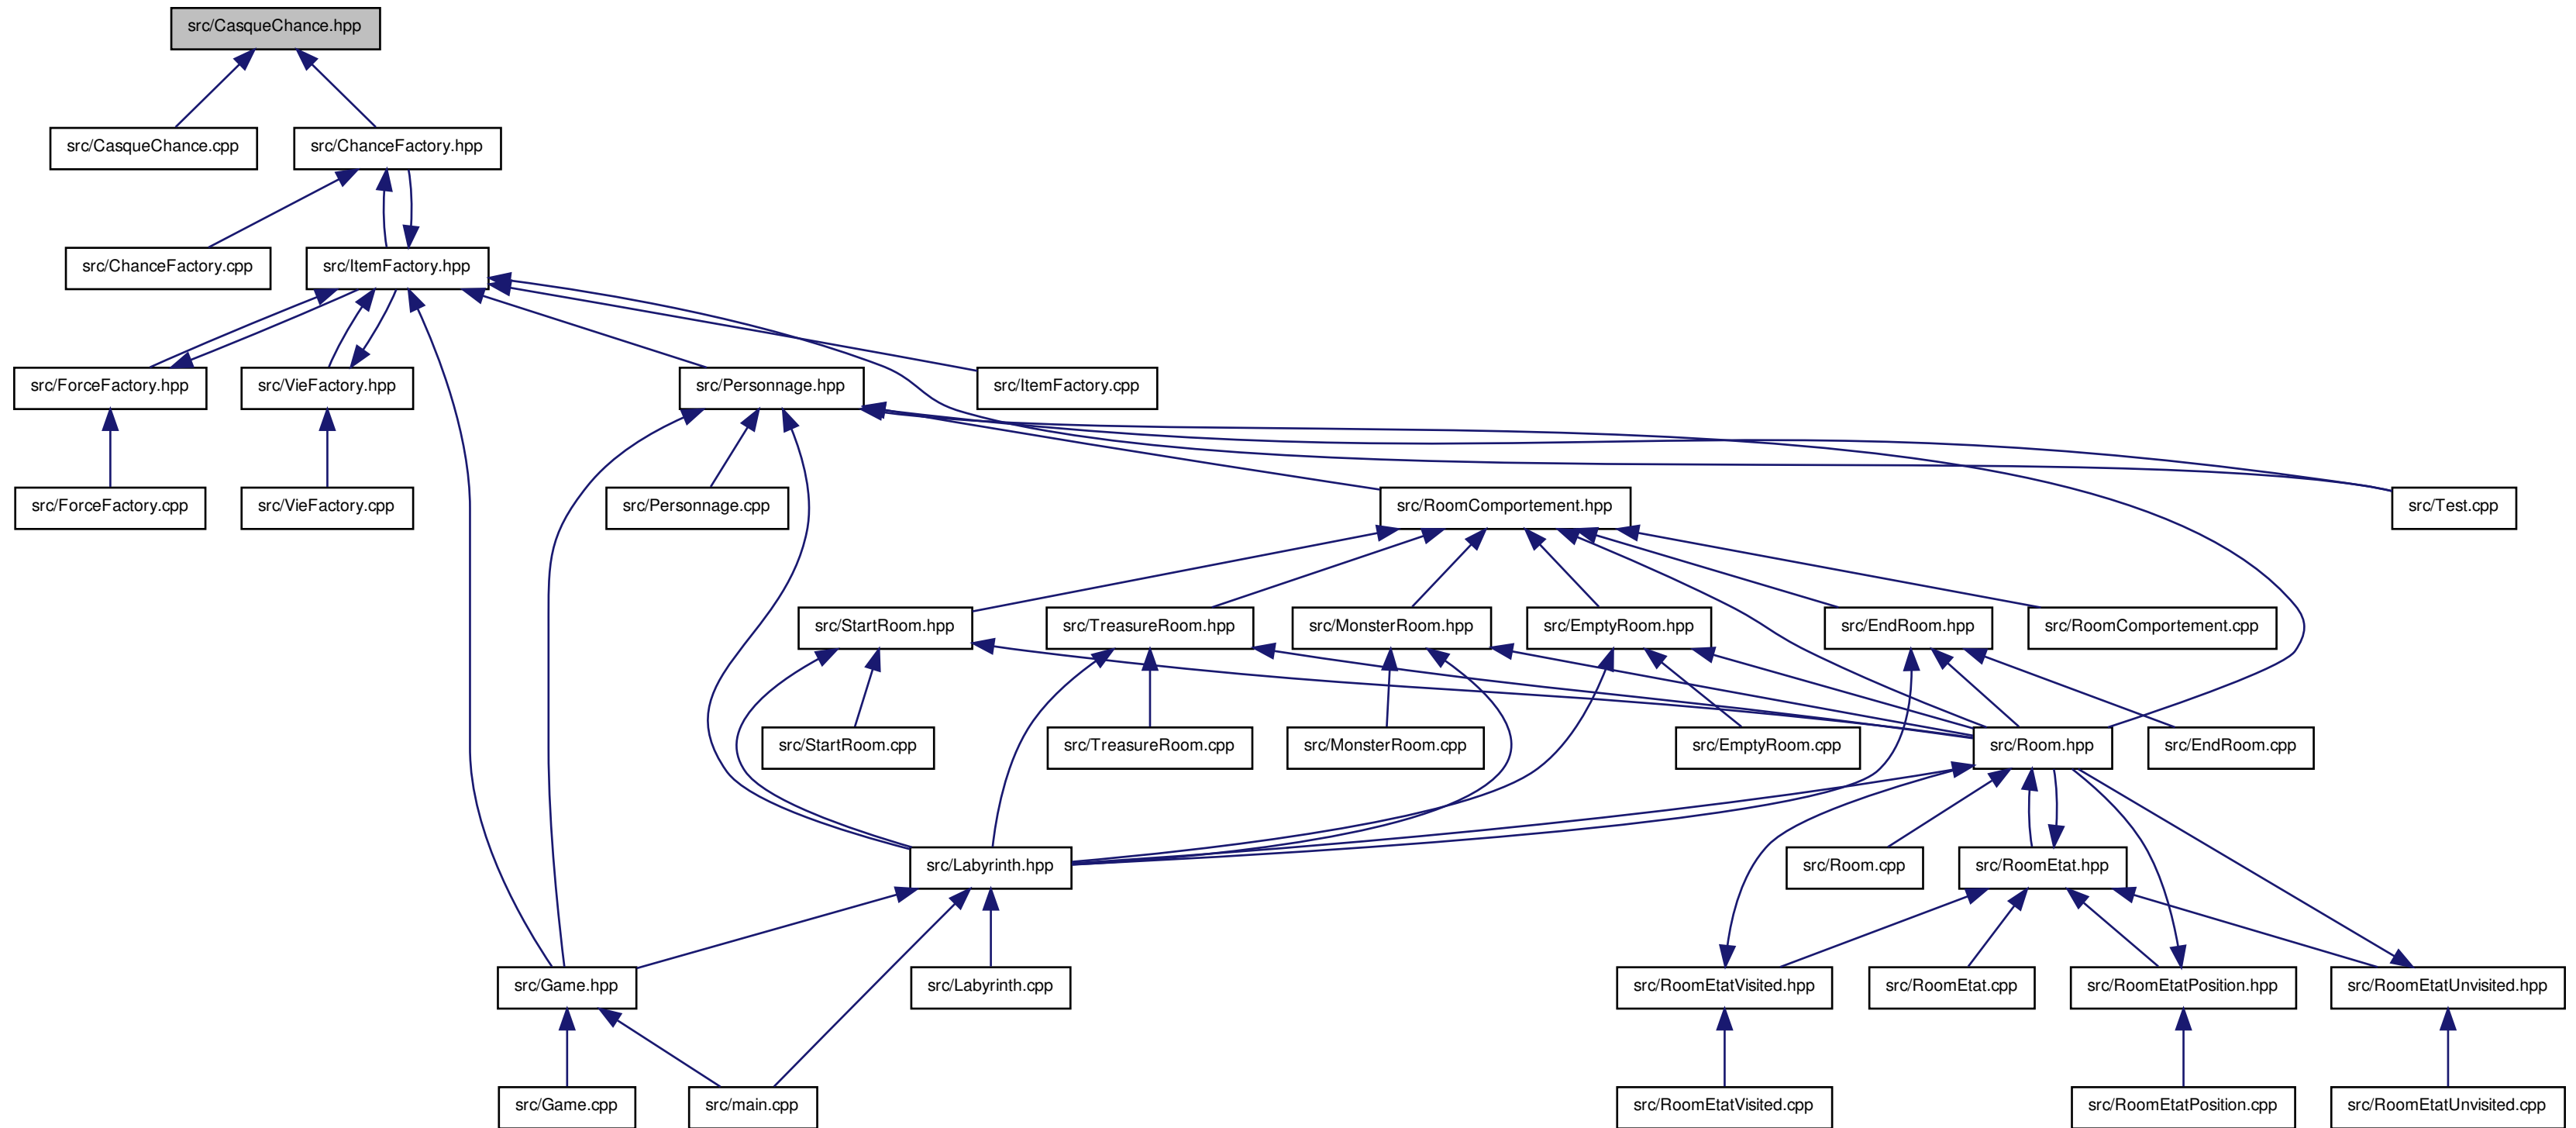 src/CasqueChance.hpp
src/CasqueChance.cpp
src/ChanceFactory.hpp
src/ChanceFactory.cpp
src/ItemFactory.hpp
src/ForceFactory.hpp
src/VieFactory.hpp
src/Personnage.hpp
src/ItemFactory.cpp
src/ForceFactory.cpp
src/VieFactory.cpp
src/Personnage.cpp
src/RoomComportement.hpp
src/Test.cpp
src/StartRoom.hpp
src/TreasureRoom.hpp
src/MonsterRoom.hpp
src/EmptyRoom.hpp
src/EndRoom.hpp
src/RoomComportement.cpp
src/StartRoom.cpp
src/TreasureRoom.cpp
src/MonsterRoom.cpp
src/EmptyRoom.cpp
src/Room.hpp
src/EndRoom.cpp
src/Labyrinth.hpp
src/Room.cpp
src/RoomEtat.hpp
src/Game.hpp
src/Labyrinth.cpp
src/RoomEtatVisited.hpp
src/RoomEtat.cpp
src/RoomEtatPosition.hpp
src/RoomEtatUnvisited.hpp
src/Game.cpp
src/main.cpp
src/RoomEtatVisited.cpp
src/RoomEtatPosition.cpp
src/RoomEtatUnvisited.cpp